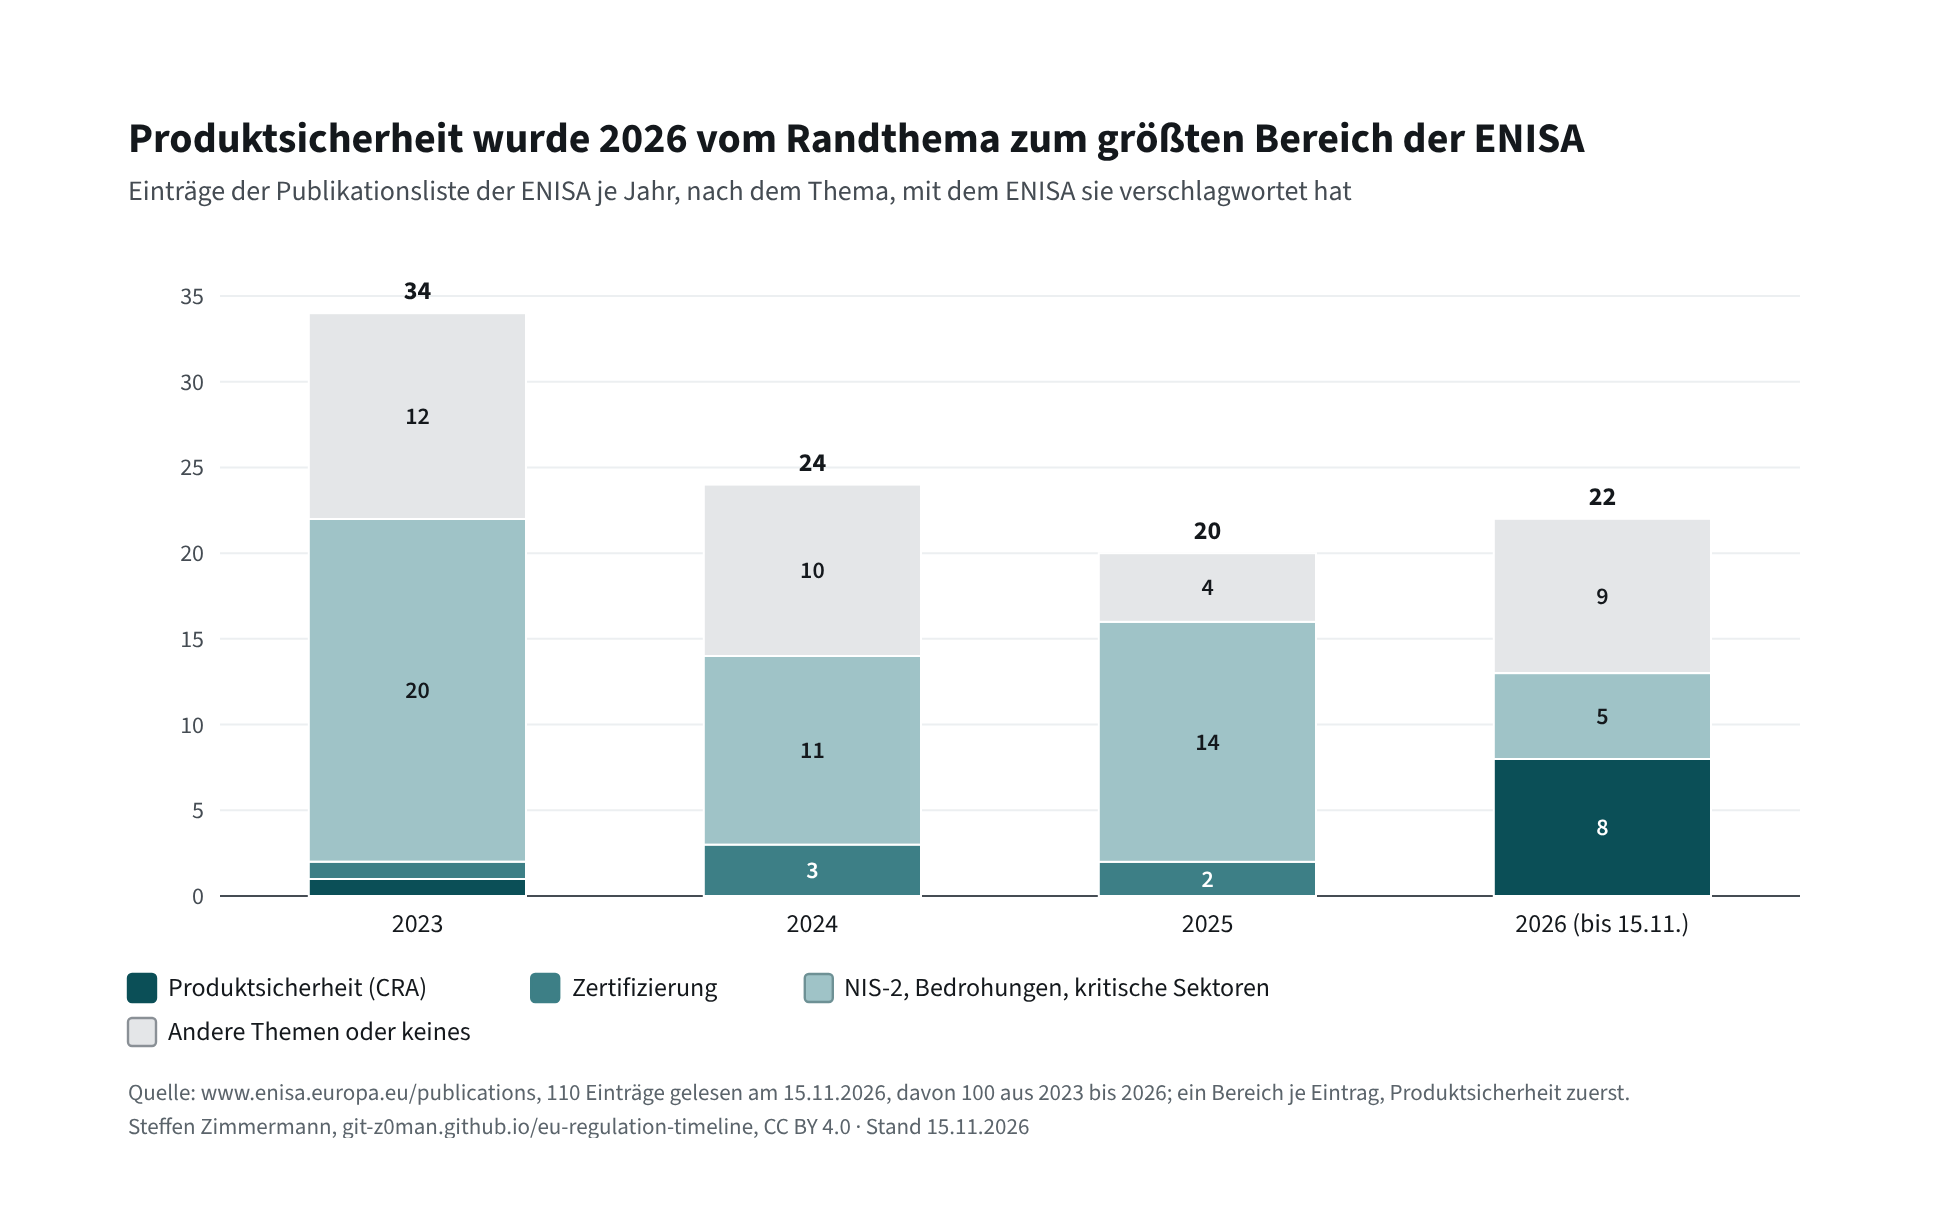 Produktsicherheit wurde 2026 vom Randthema zum größten Bereich der ENISA
Einträge der Publikationsliste der ENISA je Jahr, nach dem Thema, mit dem ENISA sie verschlagwortet hat
35
30
25
20
15
10
5
0
34
12
20
24
10
11
3
20
4
14
2
22
9
5
8
2023
2024
2025
2026 (bis 15.11.)
Produktsicherheit (CRA)
Zertifizierung
NIS-2, Bedrohungen, kritische Sektoren
Andere Themen oder keines
Quelle: www.enisa.europa.eu/publications, 110 Einträge gelesen am 15.11.2026, davon 100 aus 2023 bis 2026; ein Bereich je Eintrag, Produktsicherheit zuerst.
Steffen Zimmermann, git-z0man.github.io/eu-regulation-timeline, CC BY 4.0 · Stand 15.11.2026